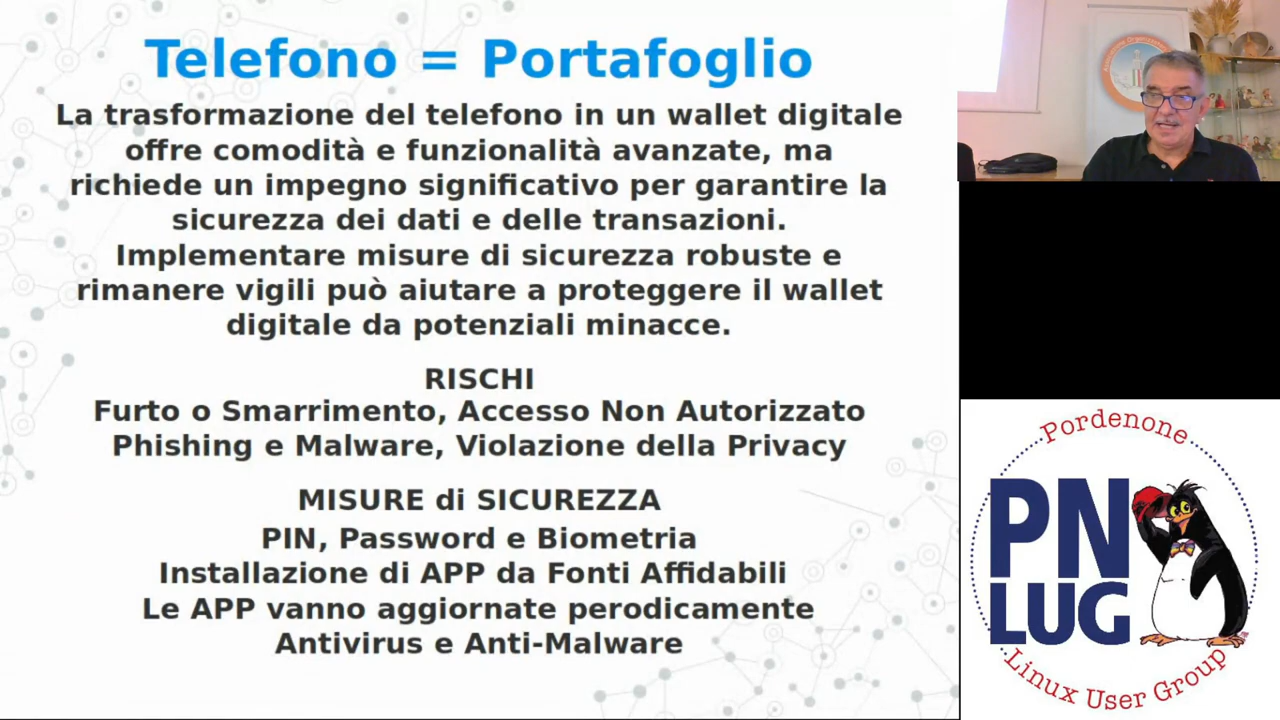 Telefono = Portafoglio
La trasformazione del telefono in un wallet digitale
offre comodità e funzionalità avanzate, ma
richiede un impegno significativo per garantire la
sicurezza dei dati e delle transazioni.
Implementare misure di sicurezza robuste e
rimanere vigili può aiutare a proteggere il wallet
digitale da potenziali minacce.
RISCHI
Furto o Smarrimento, Accesso Non Autorizzato
Phishing e Malware, Violazione della Privacy
MISURE di SICUREZZA
PIN, Password e Biometria
Installazione di APP da Fonti Affidabili
Le APP vanno aggiornate perodicamente
Antivirus e Anti-Malware
Pordenone
PN
LUG
Linux User Group